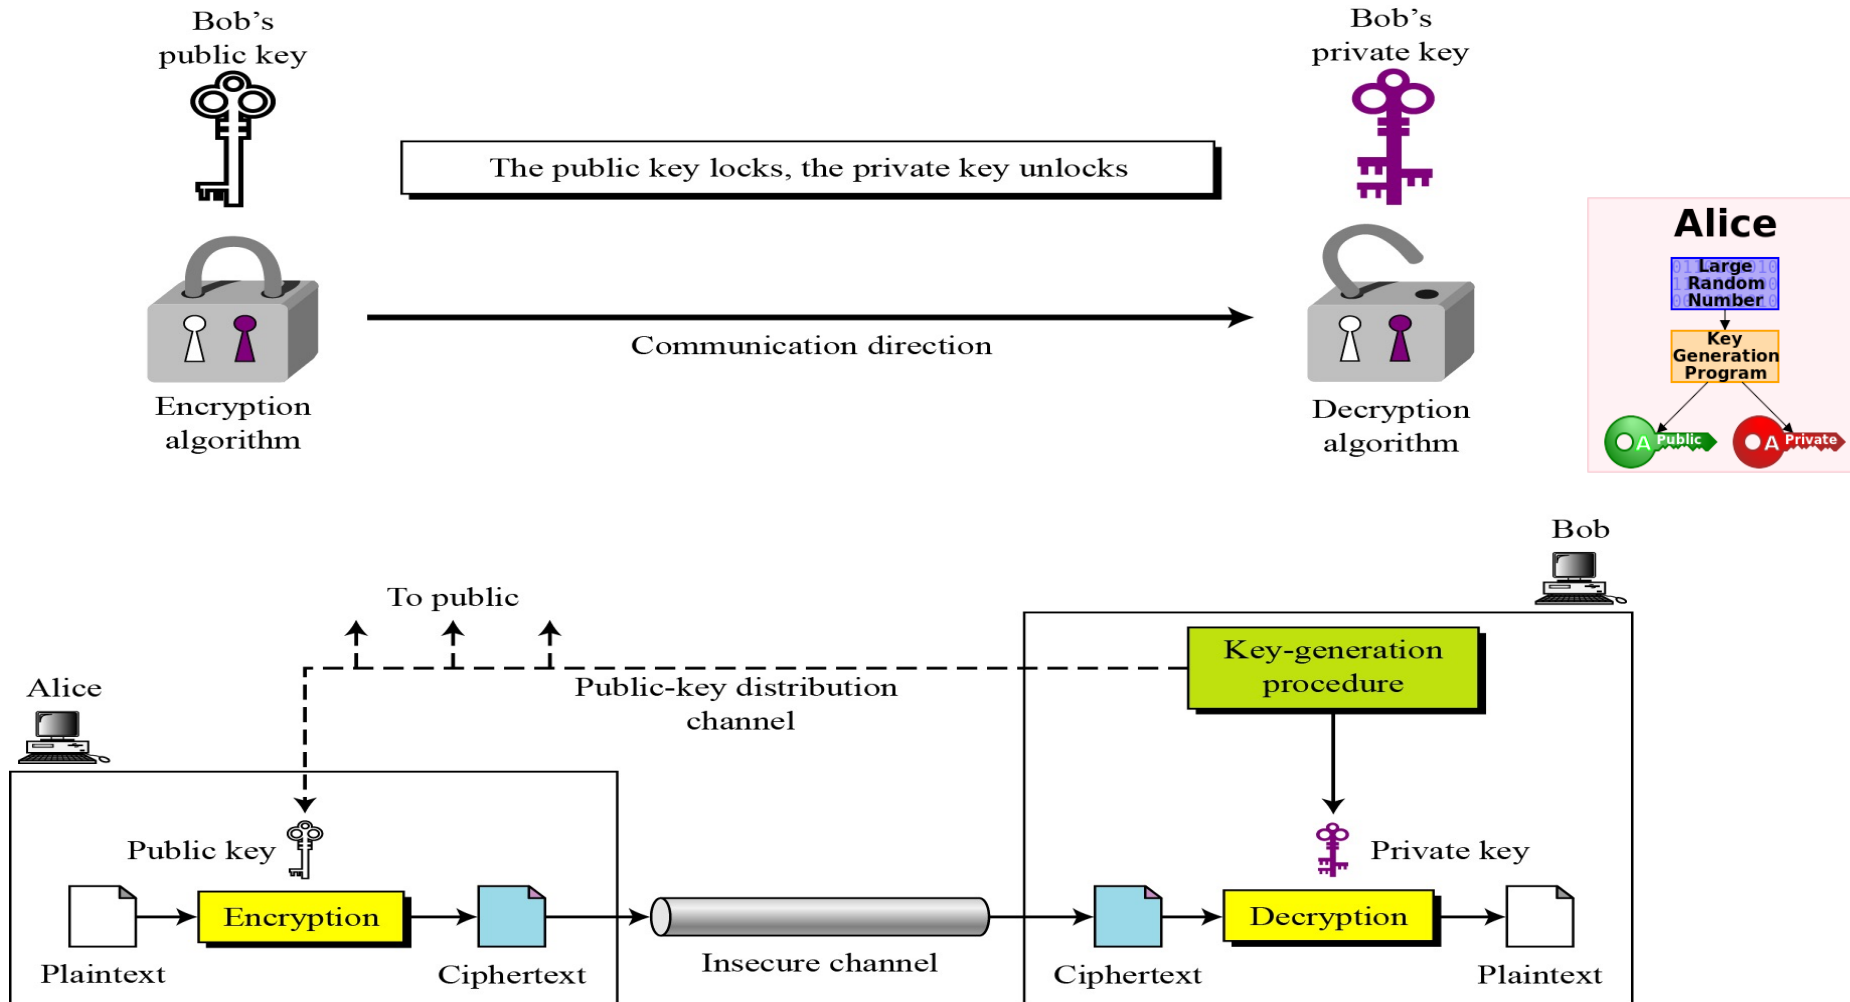 Bob's
public key
Bob's
private key
The public key locks, the private key unlocks
Communication direction
Encryption
algorithm
Decryption
algorithm
Alice
Large
Random
Number
Key
Generation
Program
A Public
A Private
Bob
To public
Key-generation
procedure
Public-key distribution
channel
Alice
Public key
Private key
Encryption
Decryption
Plaintext
Ciphertext
Insecure channel
Ciphertext
Plaintext